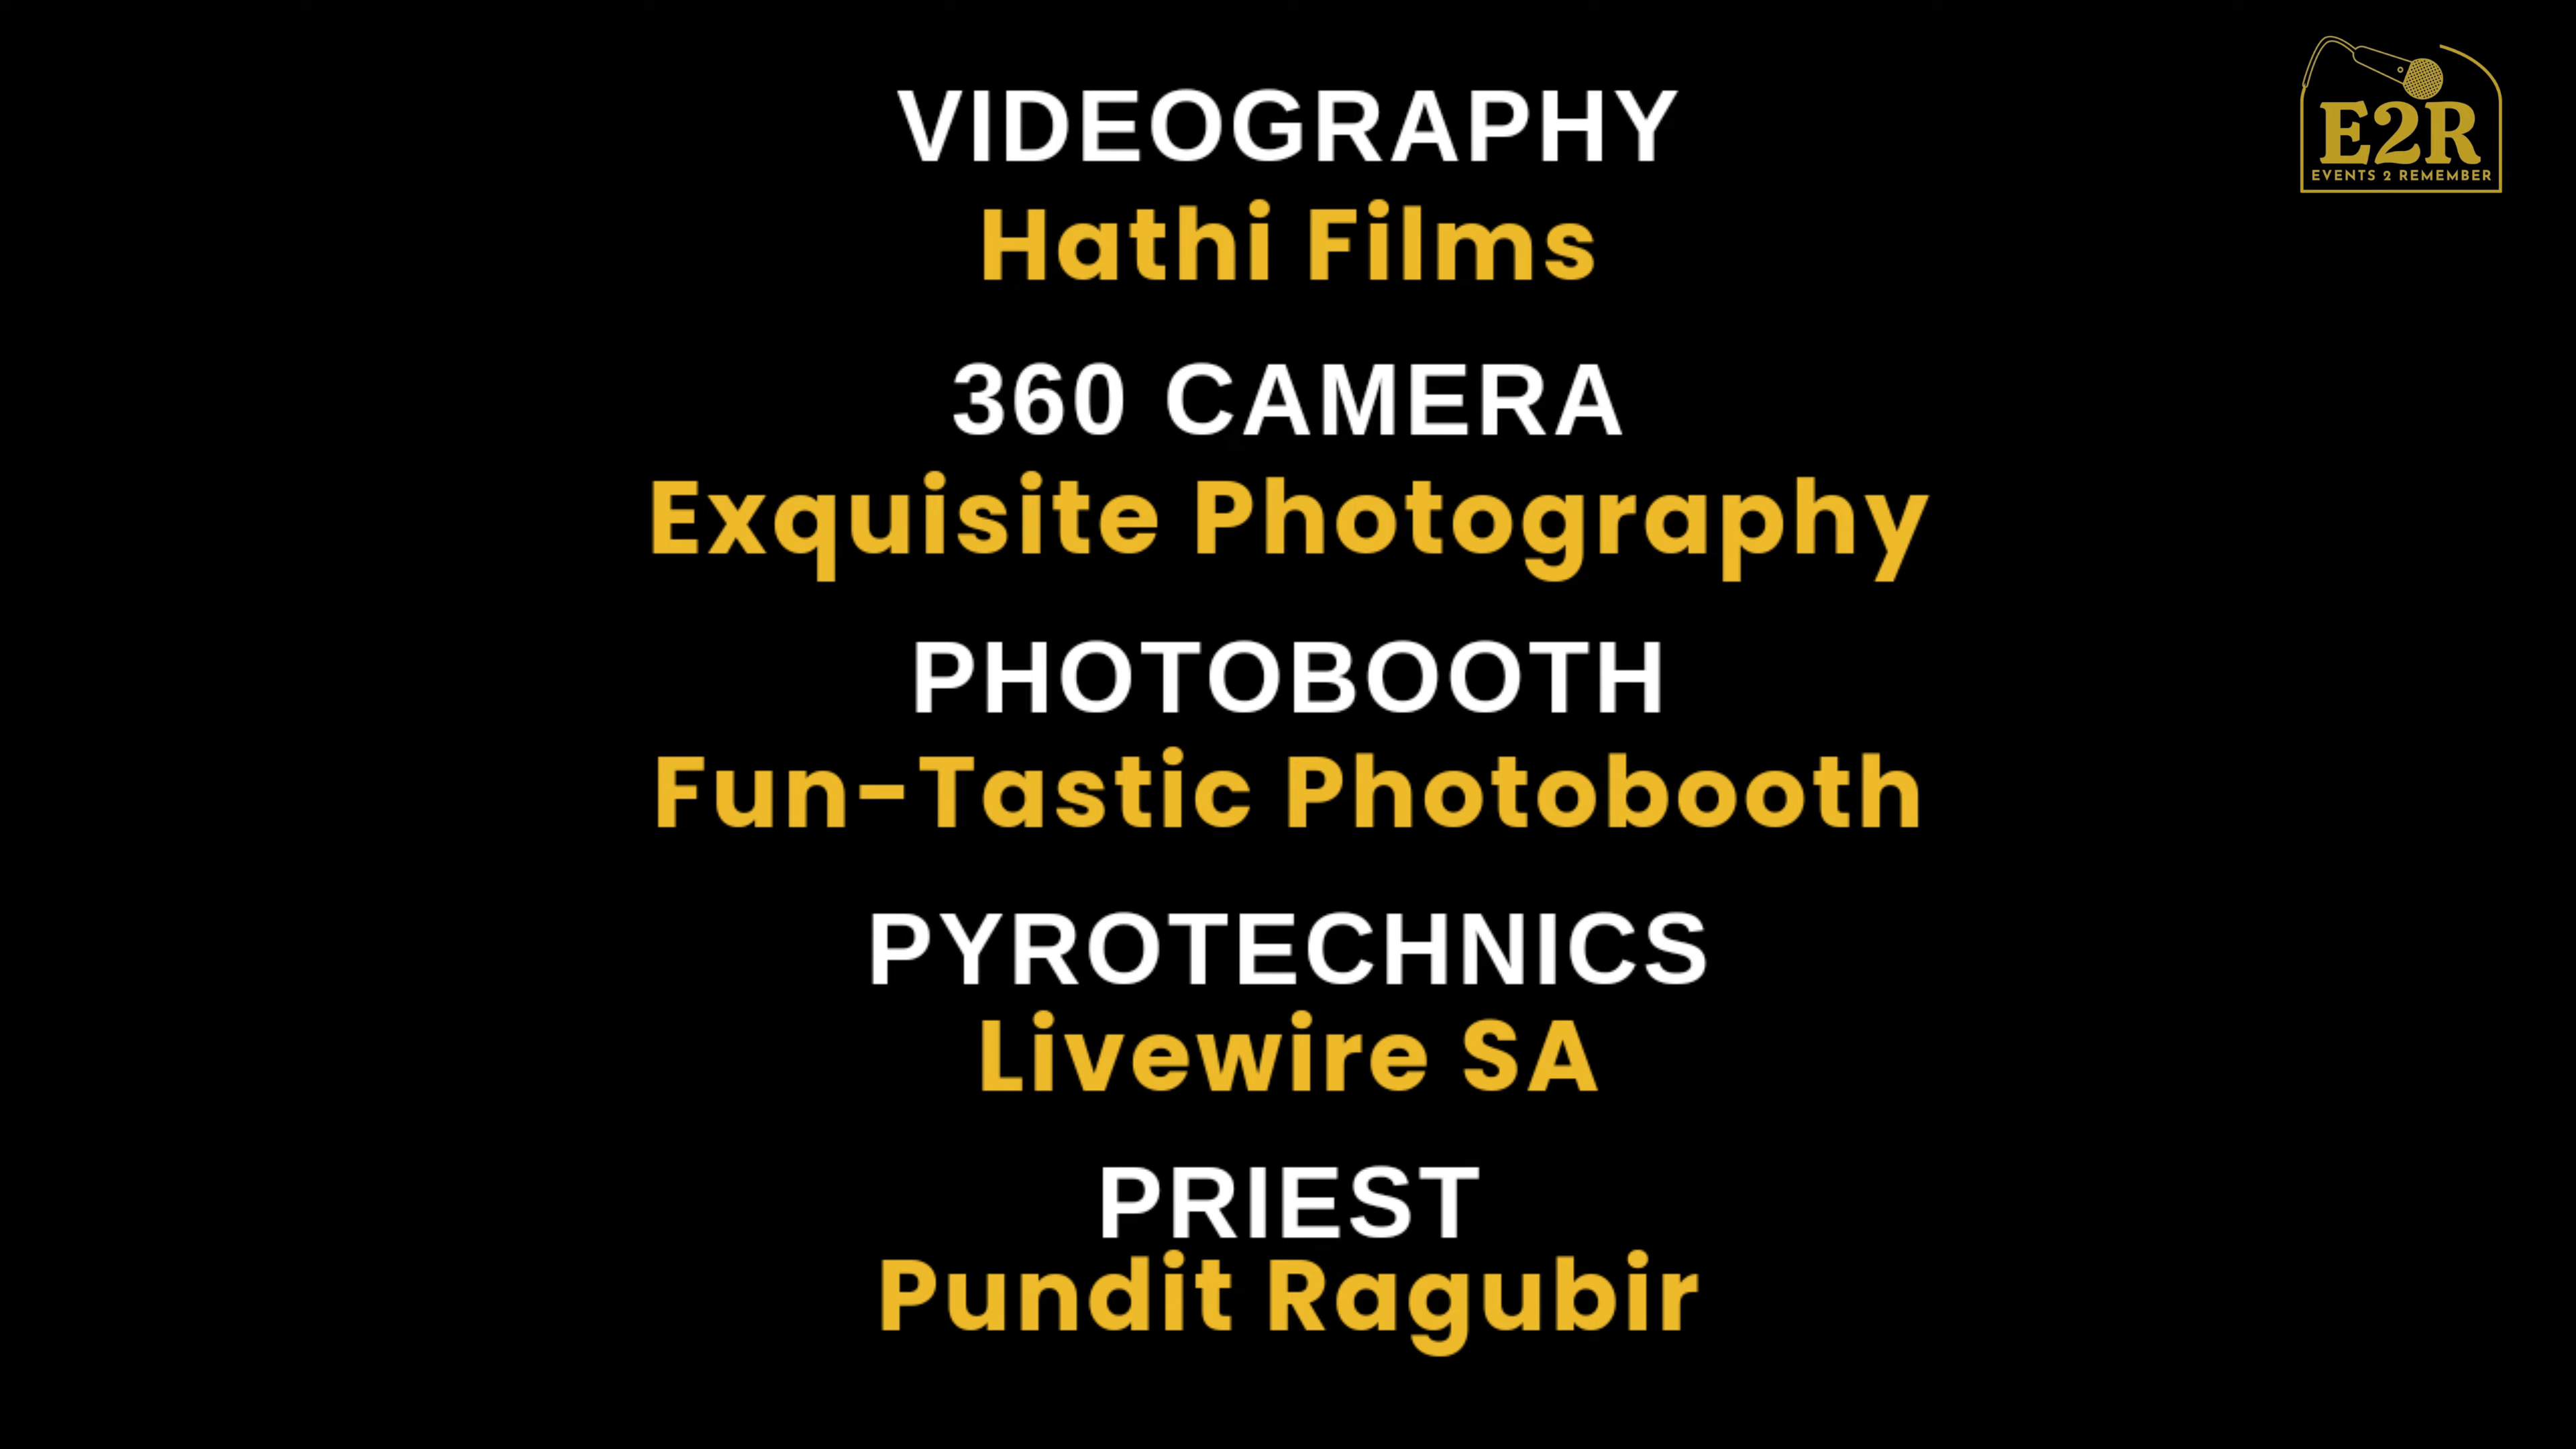 VIDEOGRAPHY
Hathi Films
360 CAMERA
Exquisite Photography
PHOTOBOOTH
Fun-Tastic Photobooth
PYROTECHNICS
Livewire SA
PRIEST
Pundit Ragubir
E2R
EVENTS 2 REMEMBER